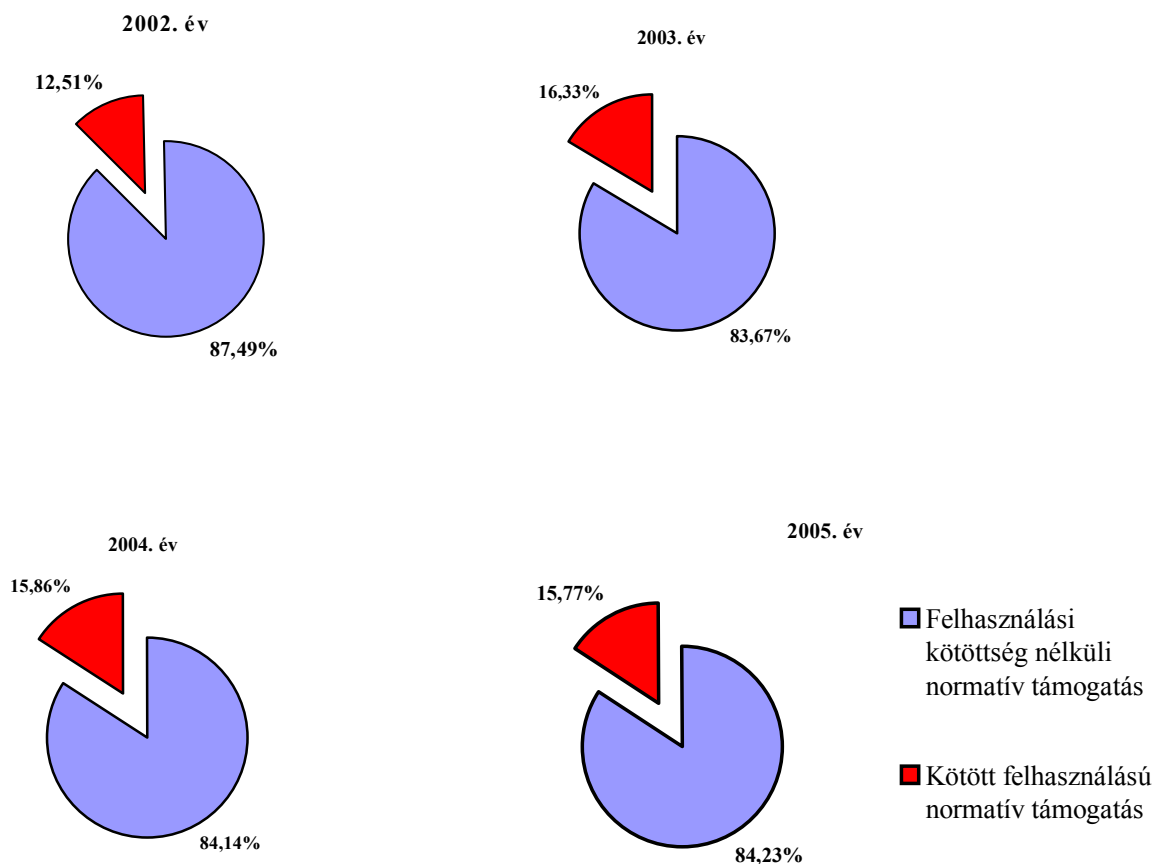 2002. év
12,51%
87,49%
2003. év
16,33%
83,67%
2004. év
15,86%
84,14%
2005. év
15,77%
84,23%
Felhasználási
kötöttség nélküli
normatív támogatás
Kötött felhasználású
normatív támogatás